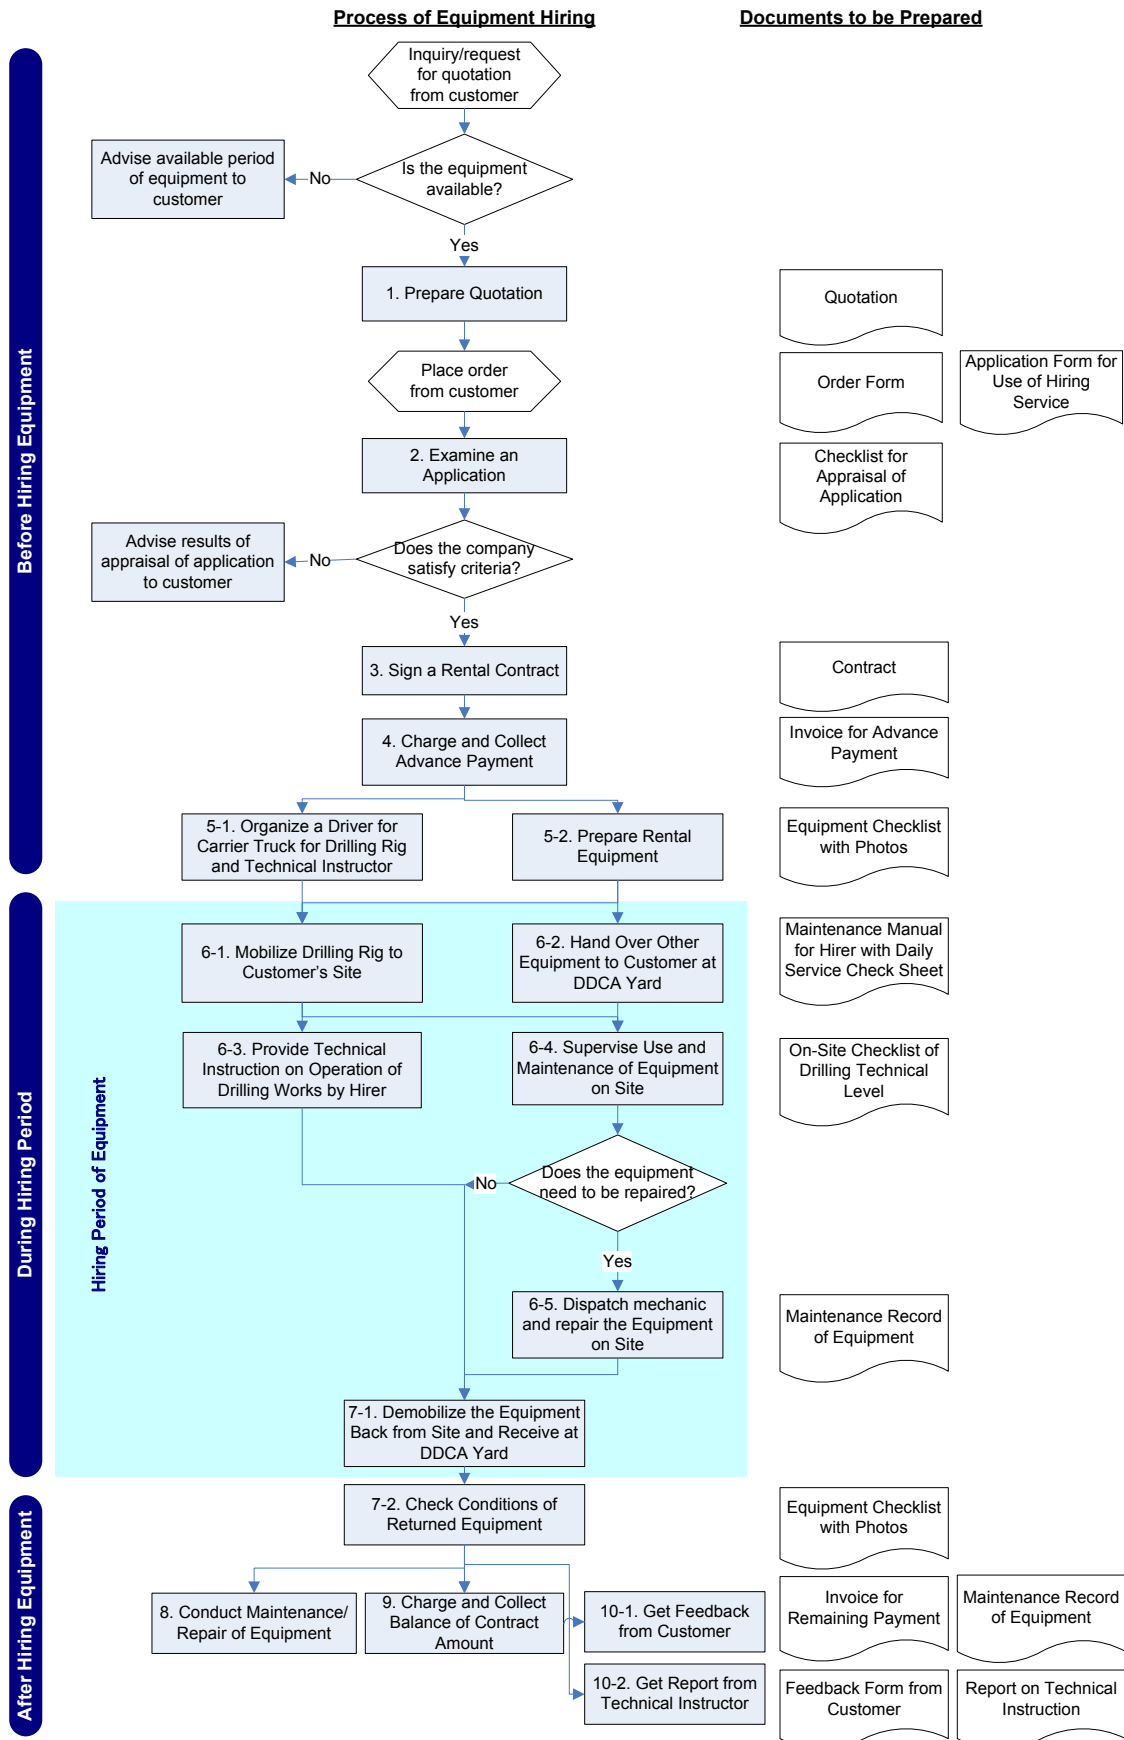 Process of Equipment Hiring
Documents to be Prepared
Before Hiring Equipment
Inquiry/request
for quotation
from customer
Is the equipment
available?
No
Advise available period
of equipment to
customer
Yes
1. Prepare Quotation
Quotation
Place order
from customer
Order Form
Application Form for
Use of Hiring
Service
2. Examine an
Application
Checklist for
Appraisal of
Application
Does the company
satisfy criteria?
No
Advise results of
appraisal of application
to customer
Yes
3. Sign a Rental Contract
Contract
4. Charge and Collect
Advance Payment
Invoice for Advance
Payment
5-1. Organize a Driver for
Carrier Truck for Drilling Rig
and Technical Instructor
5-2. Prepare Rental
Equipment
Equipment Checklist
with Photos
During Hiring Period
Hiring Period of Equipment
6-1. Mobilize Drilling Rig to
Customer's Site
6-2. Hand Over Other
Equipment to Customer at
DDCA Yard
Maintenance Manual
for Hirer with Daily
Service Check Sheet
6-3. Provide Technical
Instruction on Operation of
Drilling Works by Hirer
6-4. Supervise Use and
Maintenance of Equipment
on Site
On-Site Checklist of
Drilling Technical
Level
Does the equipment
need to be repaired?
No
Yes
6-5. Dispatch mechanic
and repair the Equipment
on Site
Maintenance Record
of Equipment
7-1. Demobilize the Equipment
Back from Site and Receive at
DDCA Yard
After Hiring Equipment
7-2. Check Conditions of
Returned Equipment
Equipment Checklist
with Photos
8. Conduct Maintenance/
Repair of Equipment
9. Charge and Collect
Balance of Contract
Amount
10-1. Get Feedback
from Customer
Invoice for
Remaining Payment
Maintenance Record
of Equipment
10-2. Get Report from
Technical Instructor
Feedback Form from
Customer
Report on Technical
Instruction